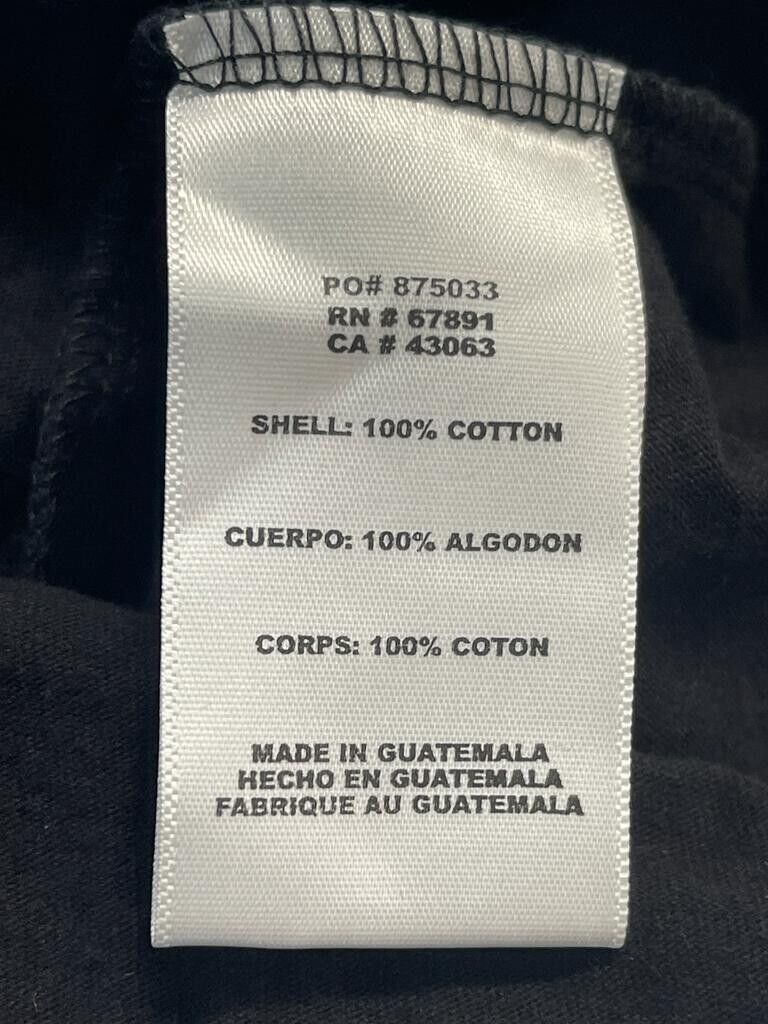 PO# 875033
RN # 67891
CA # 43063
SHELL: 100% COTTON
CUERPO: 100% ALGODON
CORPS: 100% COTON
MADE IN GUATEMALA
HECHO EN GUATEMALA
FABRIQUE AU GUATEMALA